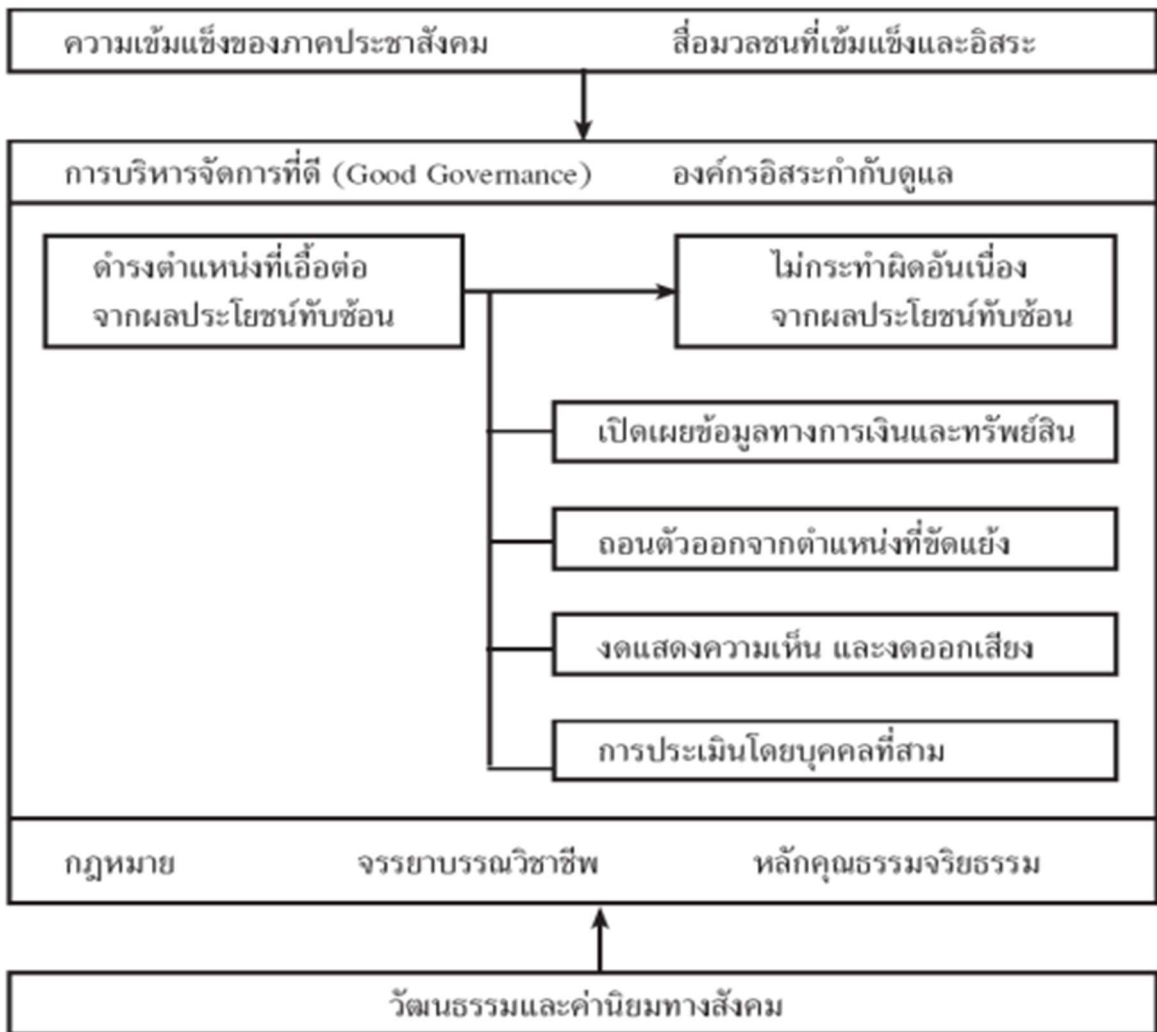 ความเข้มแข็งของภาคประชาสังคม สื่อมวลชนที่เข้มแข็งและอิสระ
การบริหารจัดการที่ดี (Good Governance) องค์กรอิสระกำกับดูแล
ดำรงตำแหน่งที่เอื้อต่อ
จากผลประโยชน์ทับซ้อน
ไม่กระทำผิดอันเนื่อง
จากผลประโยชน์ทับซ้อน
เปิดเผยข้อมูลทางการเงินและทรัพย์สิน
ถอนตัวออกจากตำแหน่งที่ขัดแย้ง
งดแสดงความเห็น และงดออกเสียง
การประเมินโดยบุคคลที่สาม
กฎหมาย จรรยาบรรณวิชาชีพ หลักคุณธรรมจริยธรรม
วัฒนธรรมและค่านิยมทางสังคม